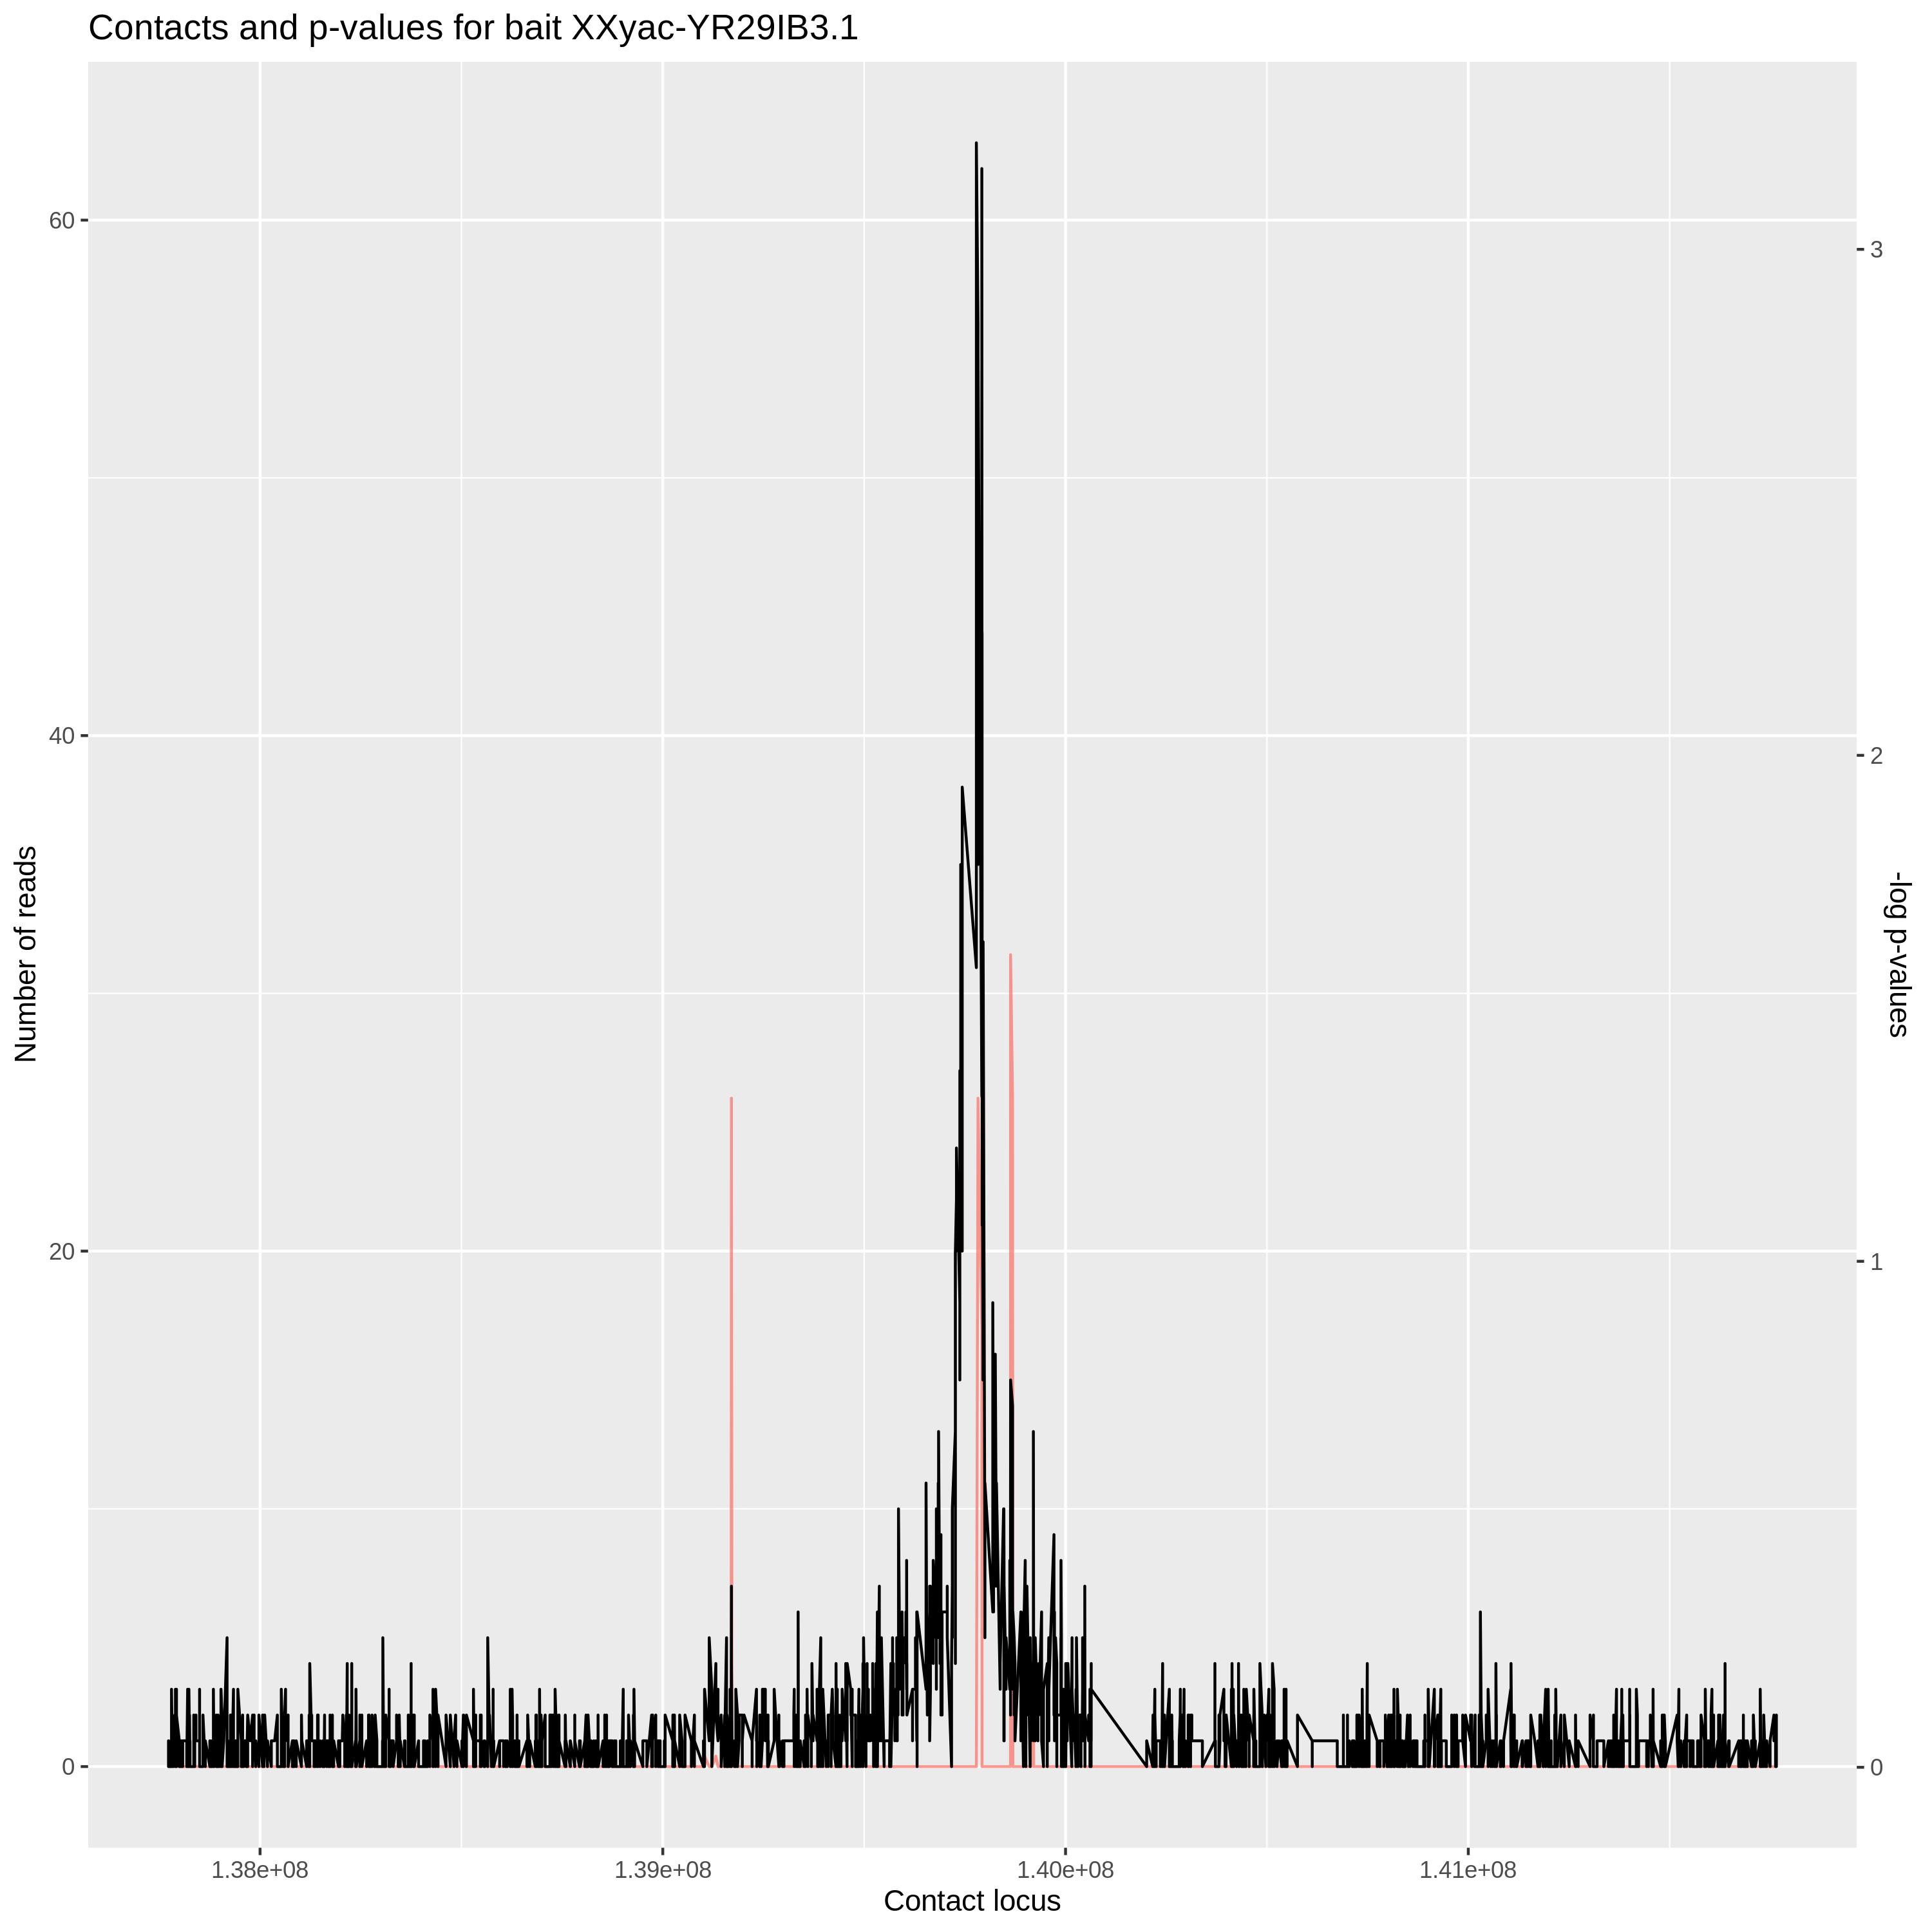 Contacts and p-values for bait XXyac-YR29IB3.1
60
40
20
0
Number of reads
3
2
1
0
-log p-values
1.38e+08
1.39e+08
1.40e+08
1.41e+08
Contact locus